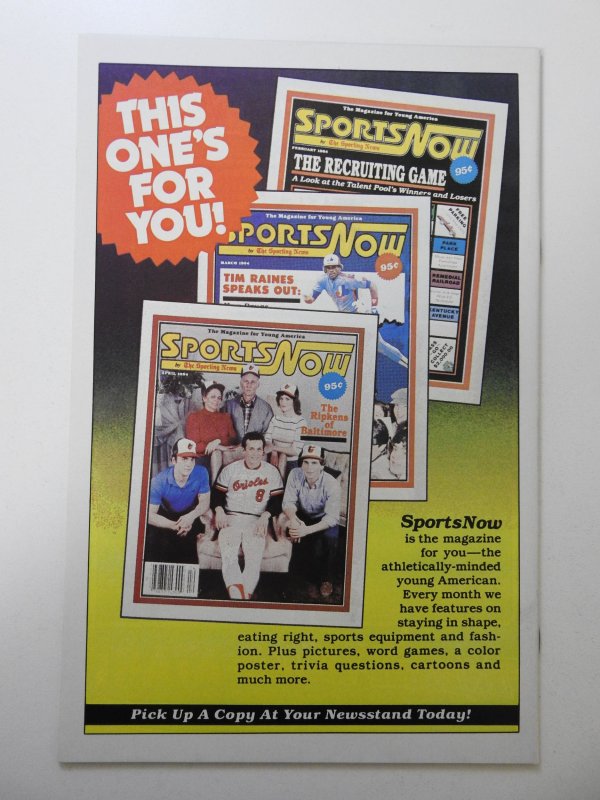 THIS
ONE'S
FOR
YOU!
The Magazine for Young America
SPORTSNOW
by The Sporting News
FEBRUARY 1984
95¢
THE RECRUITING GAME
A Look at the Talent Pool's Winners and Losers
FREE
PARKING
PARK
PLACE
REMEDIAL
RAILROAD
KENTUCKY
AVENUE
COLLECT
$2,000.00
The Magazine for Young America
SPORTSNOW
by The Sporting News
MARCH 1984
95¢
TIM RAINES
SPEAKS OUT:
The Magazine for Young America
SPORTSNOW
by The Sporting News
APRIL 1984
95¢
The
Ripkens
of
Baltimore
Orioles
8
SportsNow
is the magazine
for you—the
athletically-minded
young American.
Every month we
have features on
staying in shape,
eating right, sports equipment and fash-
ion. Plus pictures, word games, a color
poster, trivia questions, cartoons and
much more.
Pick Up A Copy At Your Newsstand Today!